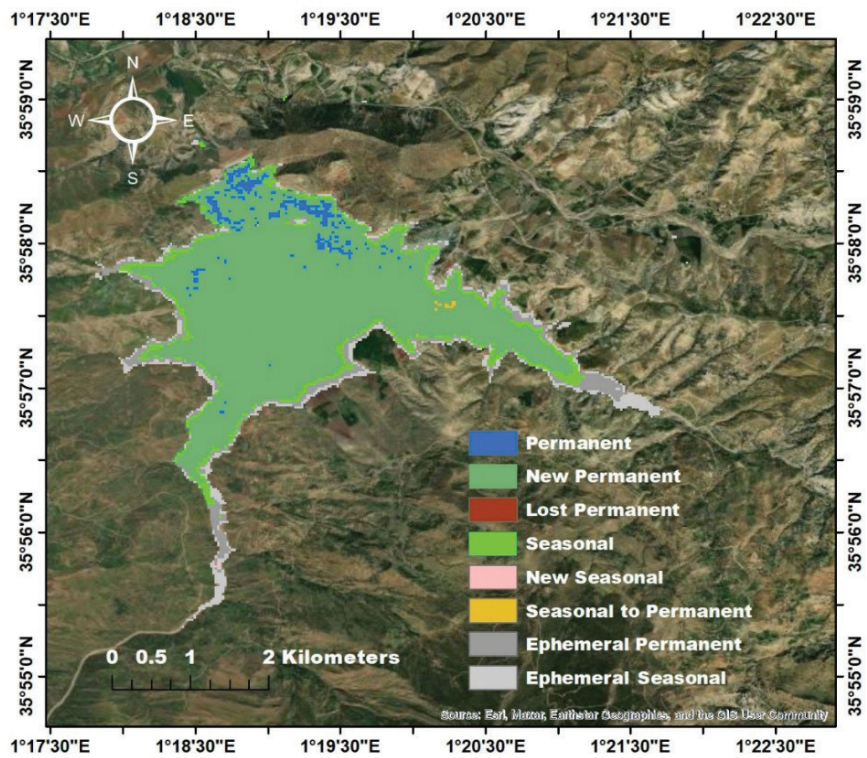 1°17'30"E 1°18'30"E 1°19'30"E 1°20'30"E 1°21'30"E 1°22'30"E
35°59'0"N 35°59'0"N
N
W E
S
35°58'0"N 35°58'0"N
35°57'0"N 35°57'0"N
Permanent
New Permanent
Lost Permanent
Seasonal
New Seasonal
Seasonal to Permanent
Ephemeral Permanent
Ephemeral Seasonal
35°56'0"N 35°56'0"N
0 0.5 1 2 Kilometers
35°55'0"N 35°55'0"N
Source: Esri, Maxar, Earthstar Geographics, and the GIS User Community
1°17'30"E 1°18'30"E 1°19'30"E 1°20'30"E 1°21'30"E 1°22'30"E